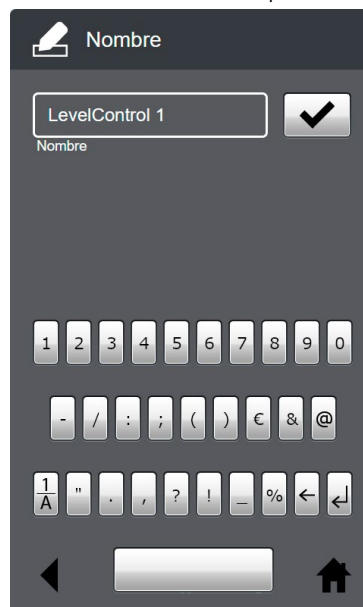 Nombre
LevelControl 1
Nombre
1 2 3 4 5 6 7 8 9 0
- / : ; ( ) € & @
1
A " . , ? ! _ % ← ↲